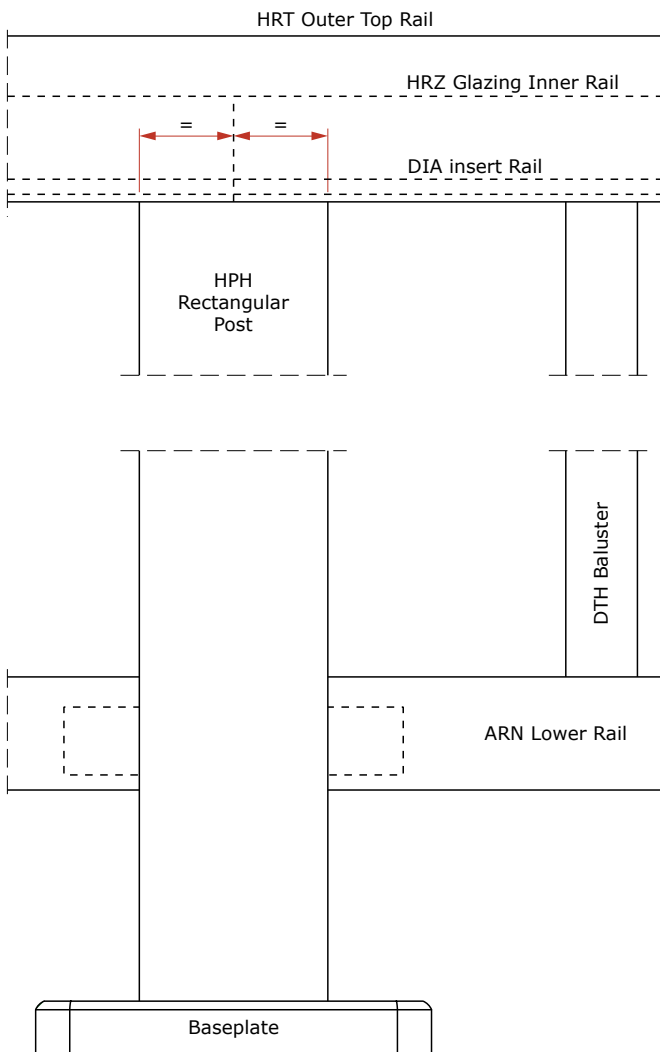 HRT Outer Top Rail
HRZ Glazing Inner Rail
= =
DIA insert Rail
HPH
Rectangular
Post
DTH Baluster
ARN Lower Rail
Baseplate